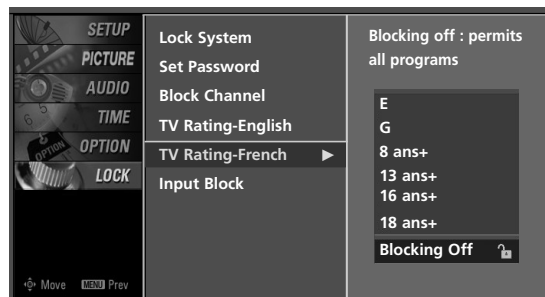 SETUP
PICTURE
AUDIO
TIME
OPTION
LOCK
Move MENU Prev
Lock System
Set Password
Block Channel
TV Rating-English
TV Rating-French
Input Block
Blocking off : permits
all programs
E
G
8 ans+
13 ans+
16 ans+
18 ans+
Blocking Off